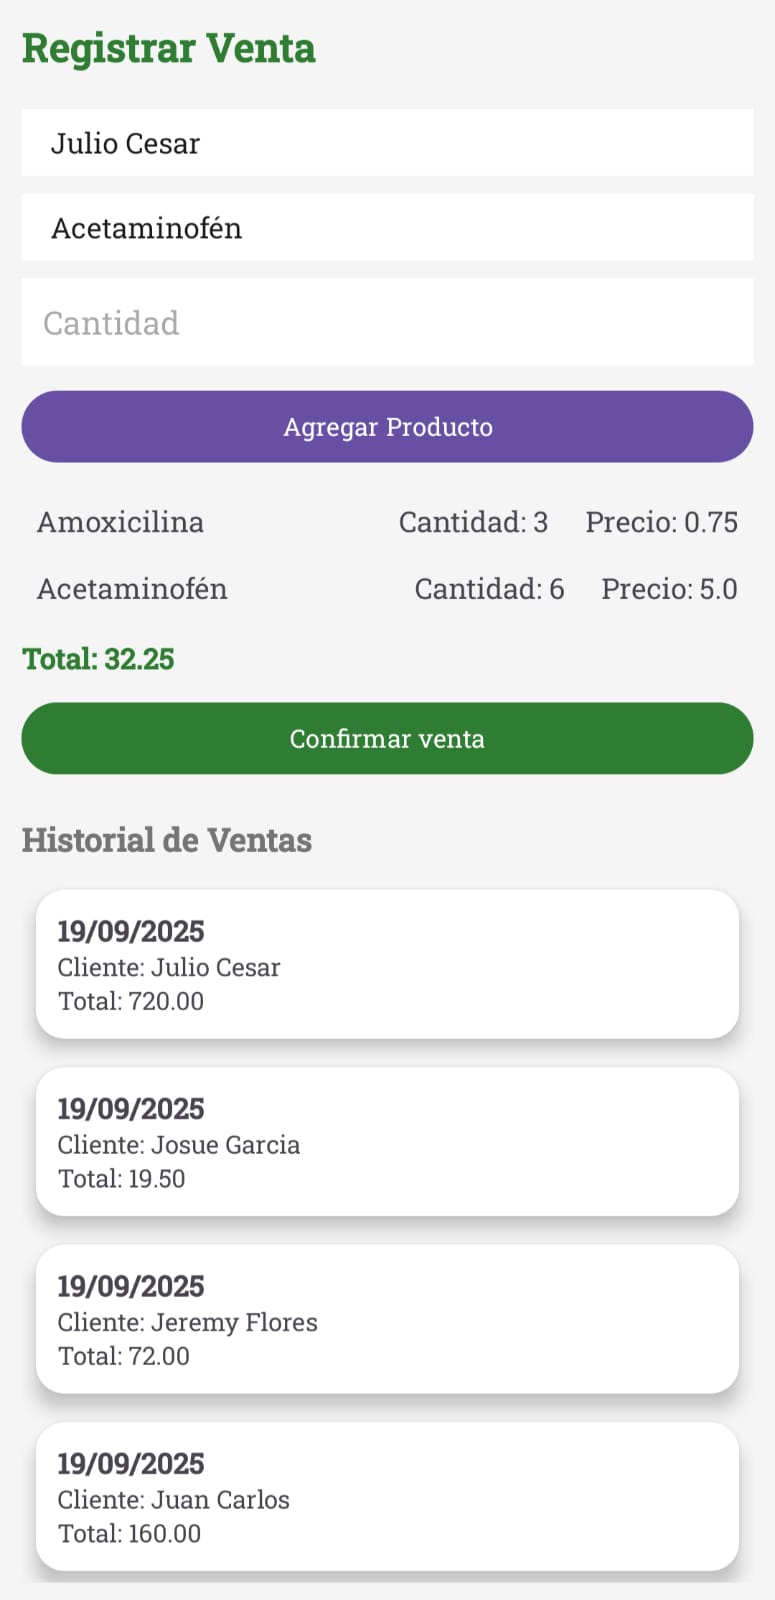 Registrar Venta
Julio Cesar
Acetaminofén
Cantidad
Agregar Producto
Amoxicilina Cantidad: 3 Precio: 0.75
Acetaminofén Cantidad: 6 Precio: 5.0
Total: 32.25
Confirmar venta
Historial de Ventas
19/09/2025
Cliente: Julio Cesar
Total: 720.00
19/09/2025
Cliente: Josue Garcia
Total: 19.50
19/09/2025
Cliente: Jeremy Flores
Total: 72.00
19/09/2025
Cliente: Juan Carlos
Total: 160.00